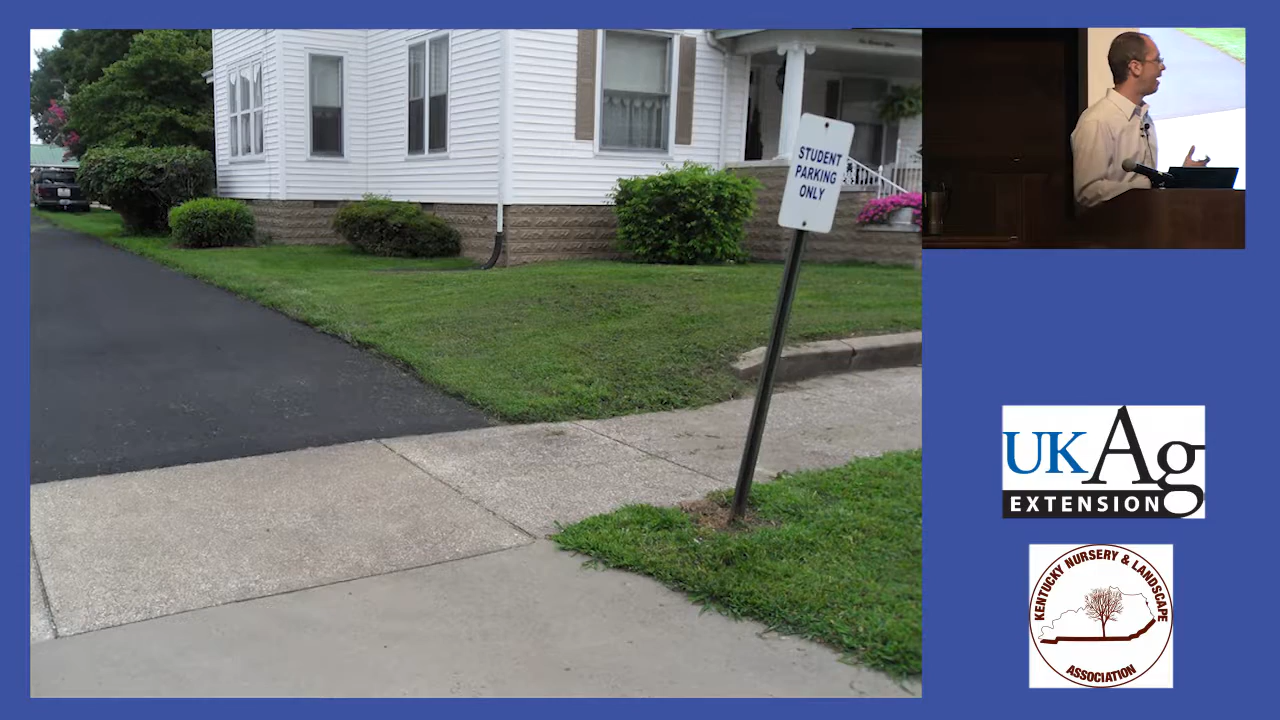 STUDENT
PARKING
ONLY
UKAg
EXTENSION
KENTUCKY NURSERY & LANDSCAPE
ASSOCIATION